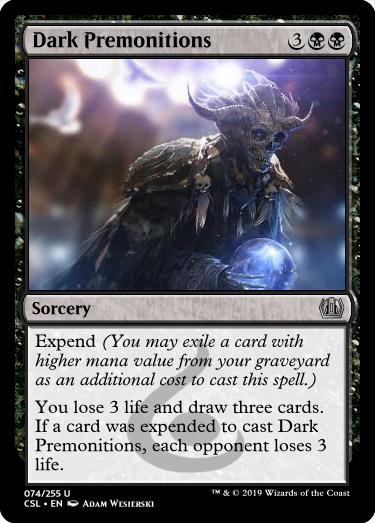 Dark Premonitions 3
Sorcery
Expend (You may exile a card with
higher mana value from your graveyard
as an additional cost to cast this spell.)
You lose 3 life and draw three cards.
If a card was expended to cast Dark
Premonitions, each opponent loses 3
life.
074/255 U
CSL • EN Adam Wesierski
™ & © 2019 Wizards of the Coast